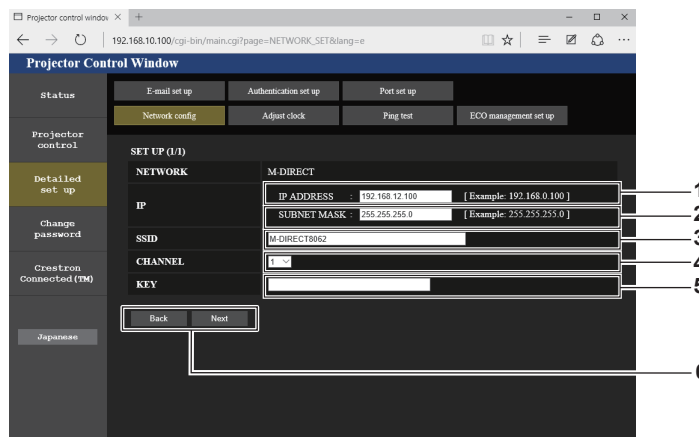 Projector control window
192.168.10.100/cgi-bin/main.cgi?page=NETWORK_SET&lang=e
Projector Control Window
Status
Projector
control
Detailed
set up
Change
password
Crestron
Connected(TM)
Japanese
E-mail set up
Authentication set up
Port set up
Network config
Adjust clock
Ping test
ECO management set up
SET UP (1/1)
NETWORK M-DIRECT
IP
IP ADDRESS : 192.168.12.100 [ Example: 192.168.0.100 ]
SUBNET MASK : 255.255.255.0 [ Example: 255.255.255.0 ]
SSID M-DIRECT8062
CHANNEL 1
KEY
Back Next
1
2
3
4
5
6